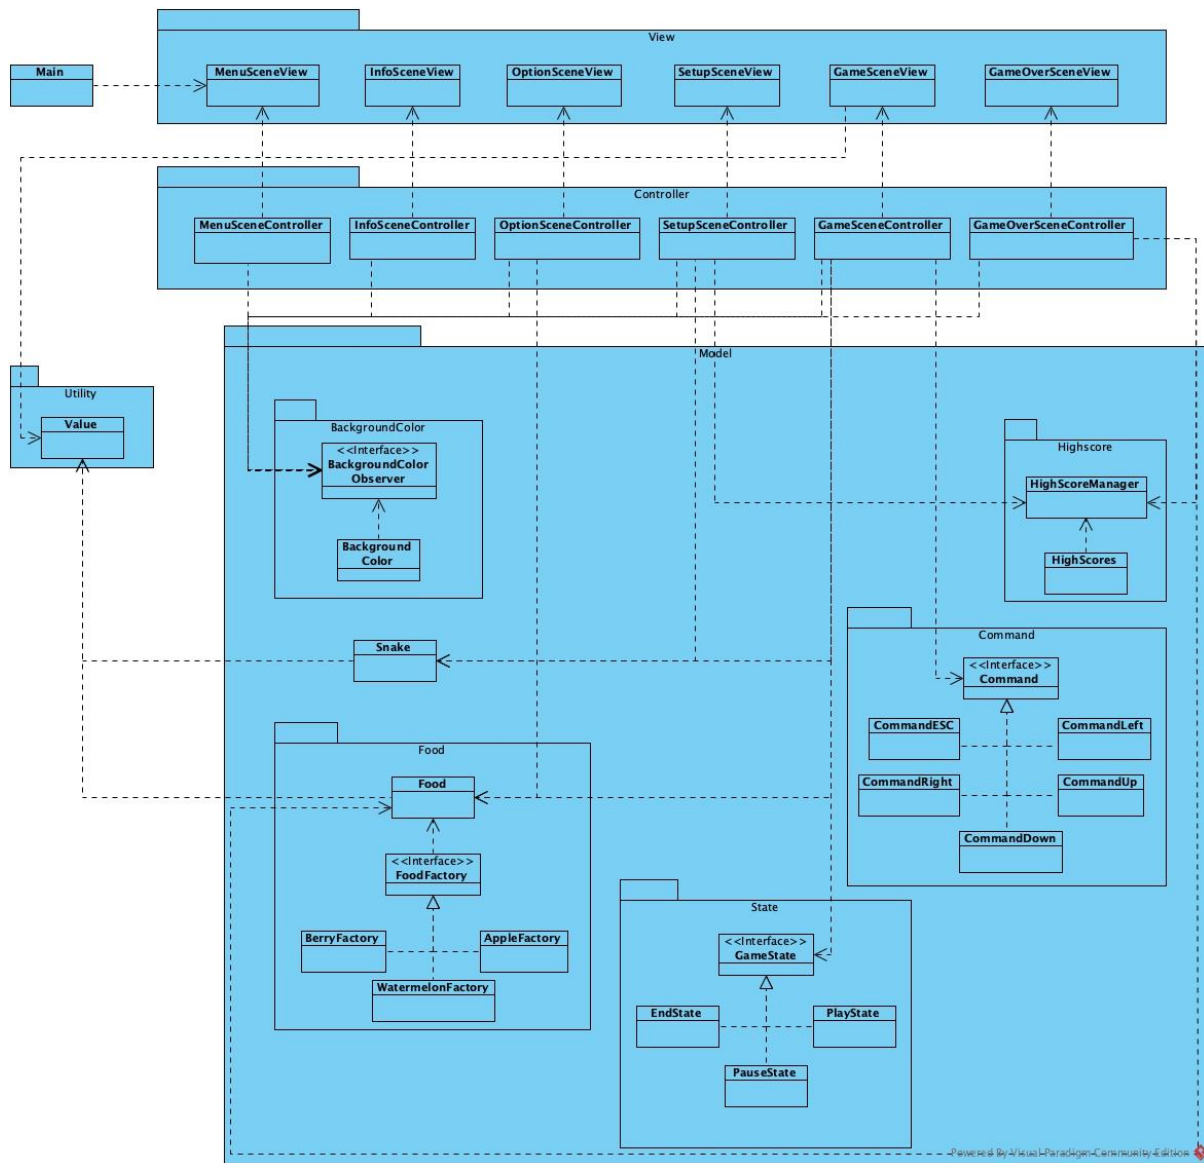 View
Main
MenuSceneView
InfoSceneView
OptionSceneView
SetupSceneView
GameSceneView
GameOverSceneView
Controller
MenuSceneController
InfoSceneController
OptionSceneController
SetupSceneController
GameSceneController
GameOverSceneController
Model
Utility
Value
BackgroundColor
<<Interface>>
BackgroundColor
Observer
Background
Color
Highscore
HighScoreManager
HighScores
Snake
Command
<<Interface>>
Command
CommandESC
CommandLeft
CommandRight
CommandUp
CommandDown
Food
Food
<<Interface>>
FoodFactory
BerryFactory
AppleFactory
WatermelonFactory
State
<<Interface>>
GameState
EndState
PlayState
PauseState
Powered By Visual Paradigm Community Edition